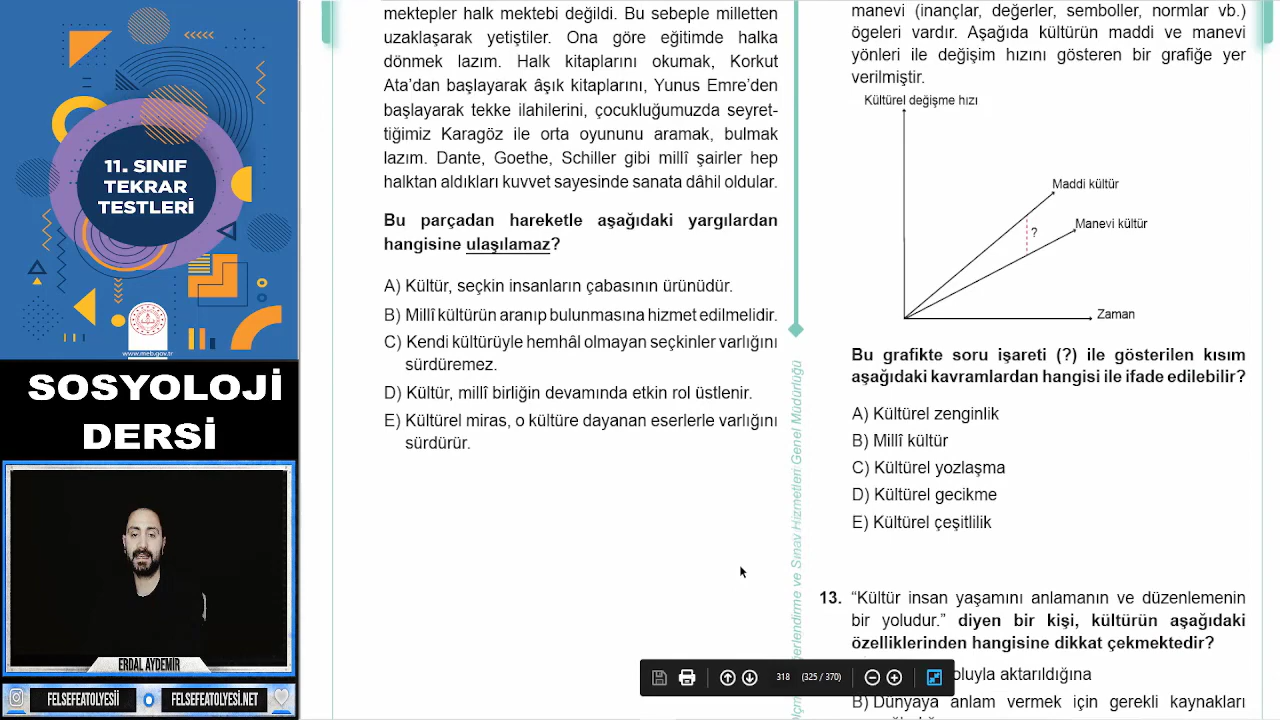 11. SINIF
TEKRAR
TESTLERİ
www.meb.gov.tr
SOSYOLOJİ
DERSİ
ERDAL AYDEMİR
FELSEFEATOLYESİİ
FELSEFEATOLYESİ.NET
mektepler halk mektebi değildi. Bu sebeple milletten
uzaklaşarak yetiştiler. Ona göre eğitimde halka
dönmek lazım. Halk kitaplarını okumak, Korkut
Ata’dan başlayarak âşık kitaplarını, Yunus Emre’den
başlayarak tekke ilahilerini, çocukluğumuzda seyret-
tiğimiz Karagöz ile orta oyununu aramak, bulmak
lazım. Dante, Goethe, Schiller gibi millî şairler hep
halktan aldıkları kuvvet sayesinde sanata dâhil oldular.
Bu parçadan hareketle aşağıdaki yargılardan
hangisine ulaşılamaz?
A) Kültür, seçkin insanların çabasının ürünüdür.
B) Millî kültürün aranıp bulunmasına hizmet edilmelidir.
C) Kendi kültürüyle hemhâl olmayan seçkinler varlığını
sürdüremez.
D) Kültür, millî birliğin devamında etkin rol üstlenir.
E) Kültürel miras, o kültüre dayanan eserlerle varlığını
sürdürür.
Ölçme, Değerlendirme ve Sınav Hizmetleri Genel Müdürlüğü
manevi (inançlar, değerler, semboller, normlar vb.)
ögeleri vardır. Aşağıda kültürün maddi ve manevi
yönleri ile değişim hızını gösteren bir grafiğe yer
verilmiştir.
Kültürel değişme hızı
Maddi kültür
Manevi kültür
?
Zaman
Bu grafikte soru işareti (?) ile gösterilen kısım
aşağıdaki kavramlardan hangisi ile ifade edilebilir?
A) Kültürel zenginlik
B) Millî kültür
C) Kültürel yozlaşma
D) Kültürel gecikme
E) Kültürel çeşitlilik
13. “Kültür insan yaşamını anlamanın ve düzenlemenin
bir yoludur.” diyen bir kişi, kültürün aşağıdaki
özelliklerinden hangisine dikkat çekmektedir?
oluyla aktarıldığına
B) Dünyaya anlam vermek için gerekli kaynakları
318 (325 / 370)